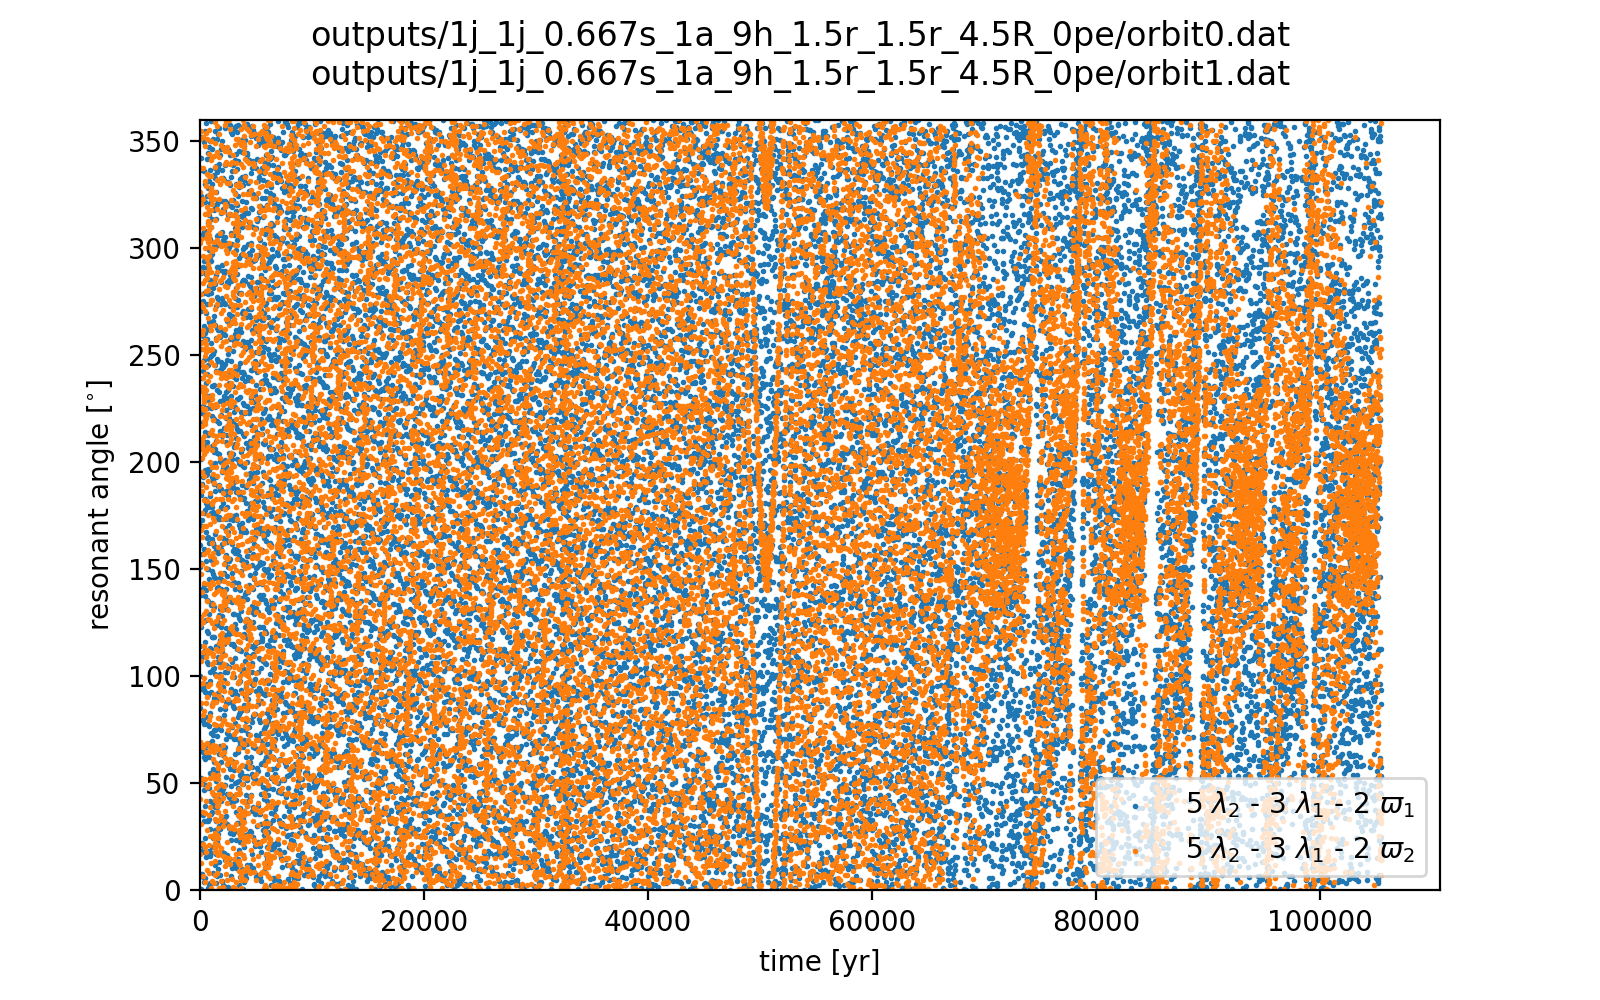 outputs/1j_1j_0.667s_1a_9h_1.5r_1.5r_4.5R_0pe/orbit0.dat
outputs/1j_1j_0.667s_1a_9h_1.5r_1.5r_4.5R_0pe/orbit1.dat
350
300
250
200
150
100
50
0
resonant angle [°]
5 λ₂ - 3 λ₁ - 2 ϖ₁
5 λ₂ - 3 λ₁ - 2 ϖ₂
0 20000 40000 60000 80000 100000
time [yr]